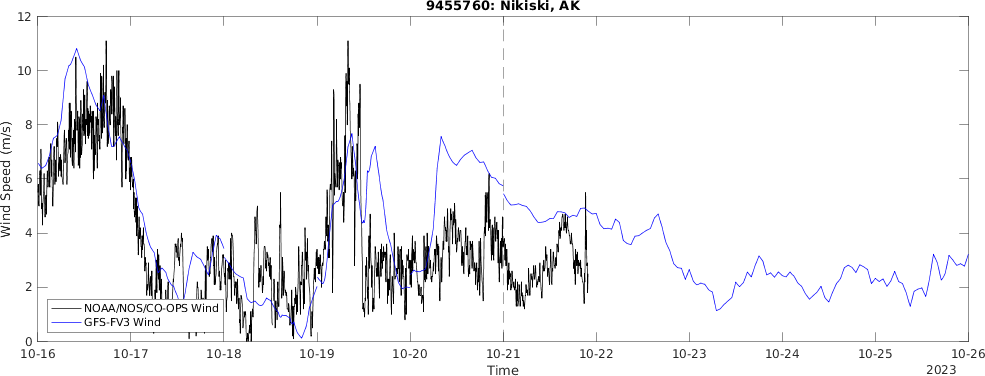 9455760: Nikiski, AK
Wind Speed (m/s)
12
10
8
6
4
2
0
NOAA/NOS/CO-OPS Wind
GFS-FV3 Wind
10-16 10-17 10-18 10-19 10-20 10-21 10-22 10-23 10-24 10-25 10-26
Time
2023